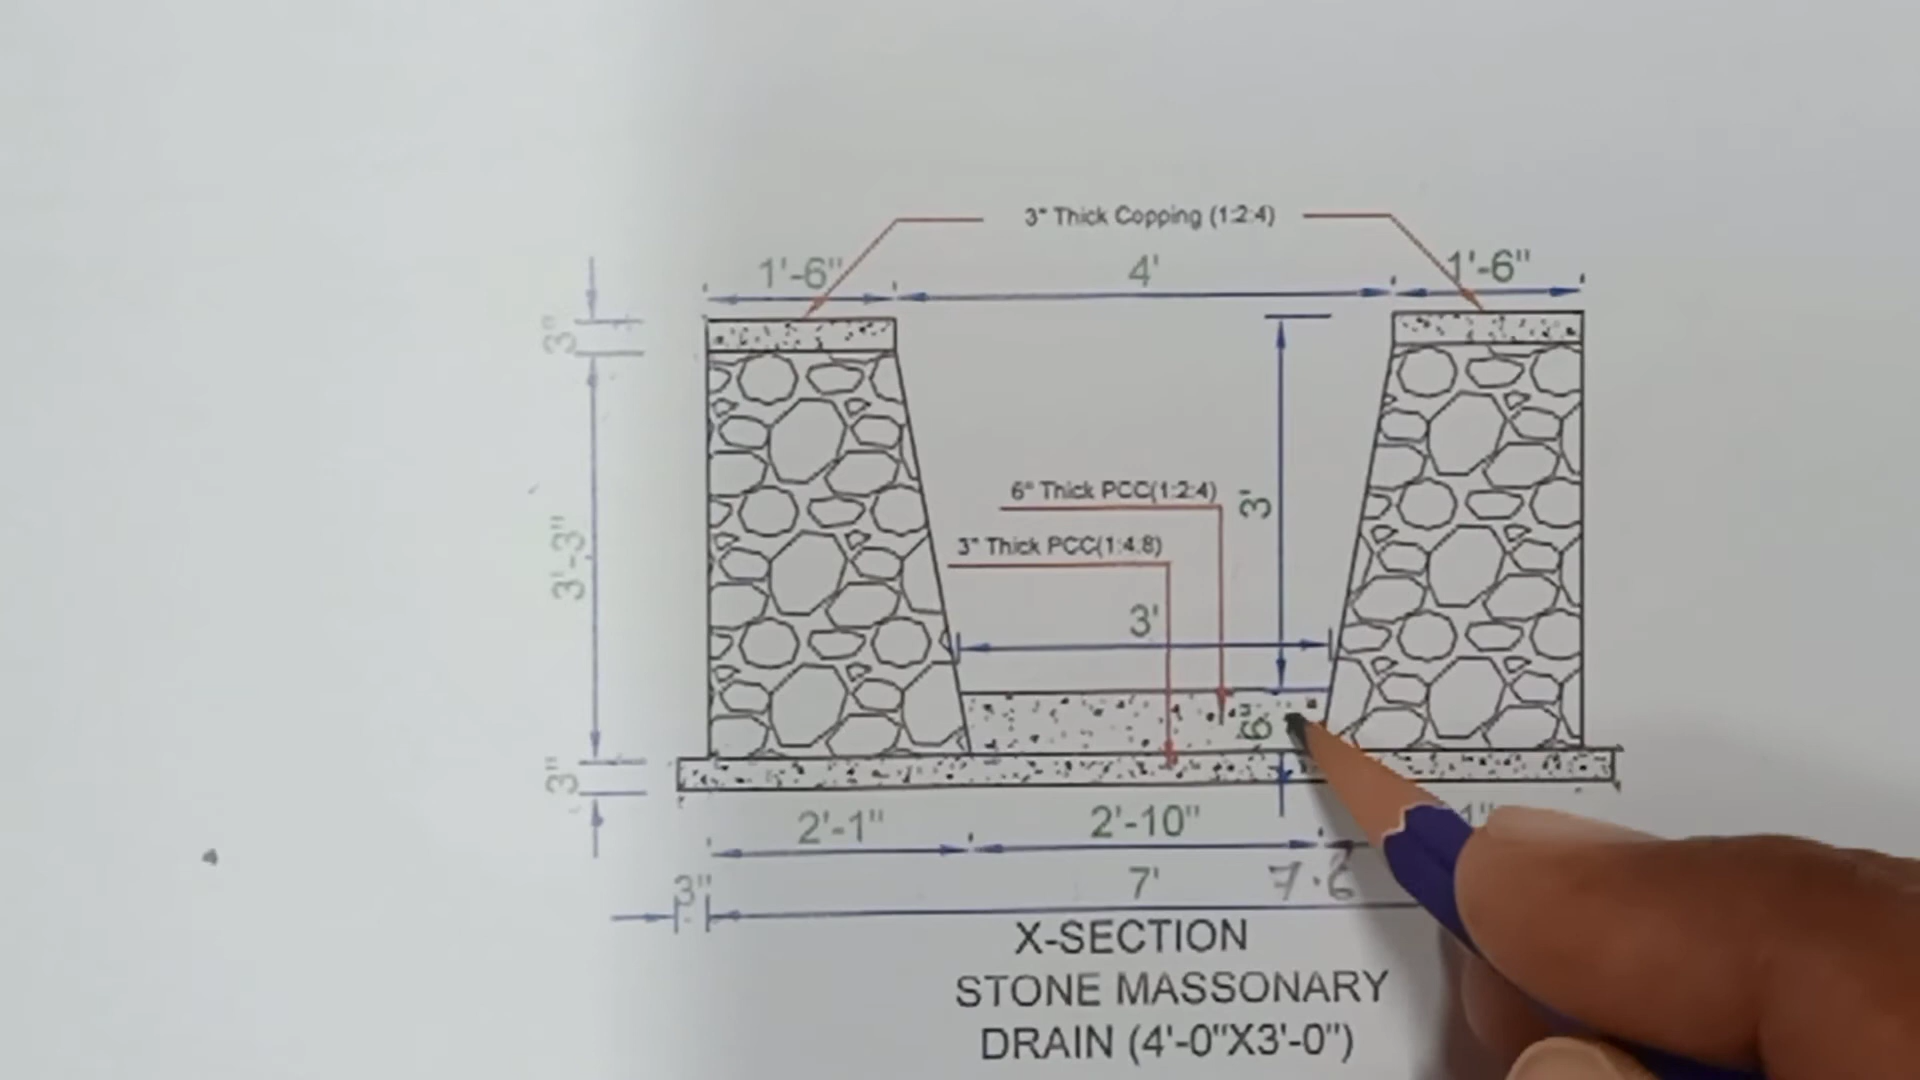 3" Thick Copping (1:2:4)
1'-6"
4'
1'-6"
3"
6" Thick PCC(1:2:4)
3'
3'-3"
3" Thick PCC(1:4:8)
3'
6"
3"
2'-1"
2'-10"
1"
3"
7'
7.6
X-SECTION
STONE MASSONARY
DRAIN (4'-0"X3'-0")